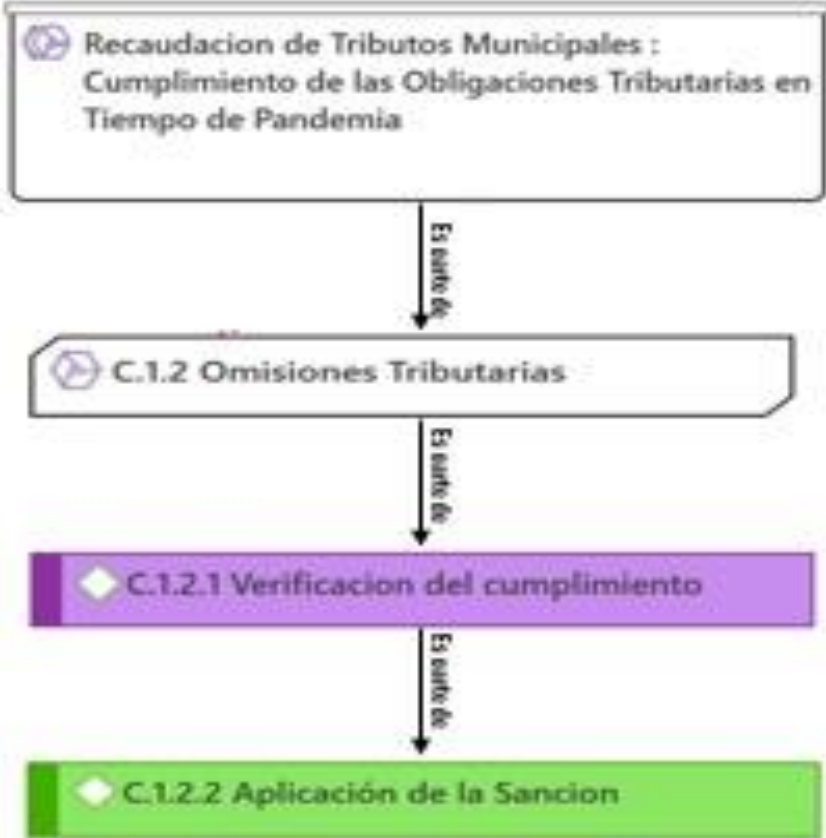 Recaudacion de Tributos Municipales :
Cumplimiento de las Obligaciones Tributarias en
Tiempo de Pandemia
Es parte de
C.1.2 Omisiones Tributarias
Es parte de
C.1.2.1 Verificacion del cumplimiento
Es parte de
C.1.2.2 Aplicación de la Sancion